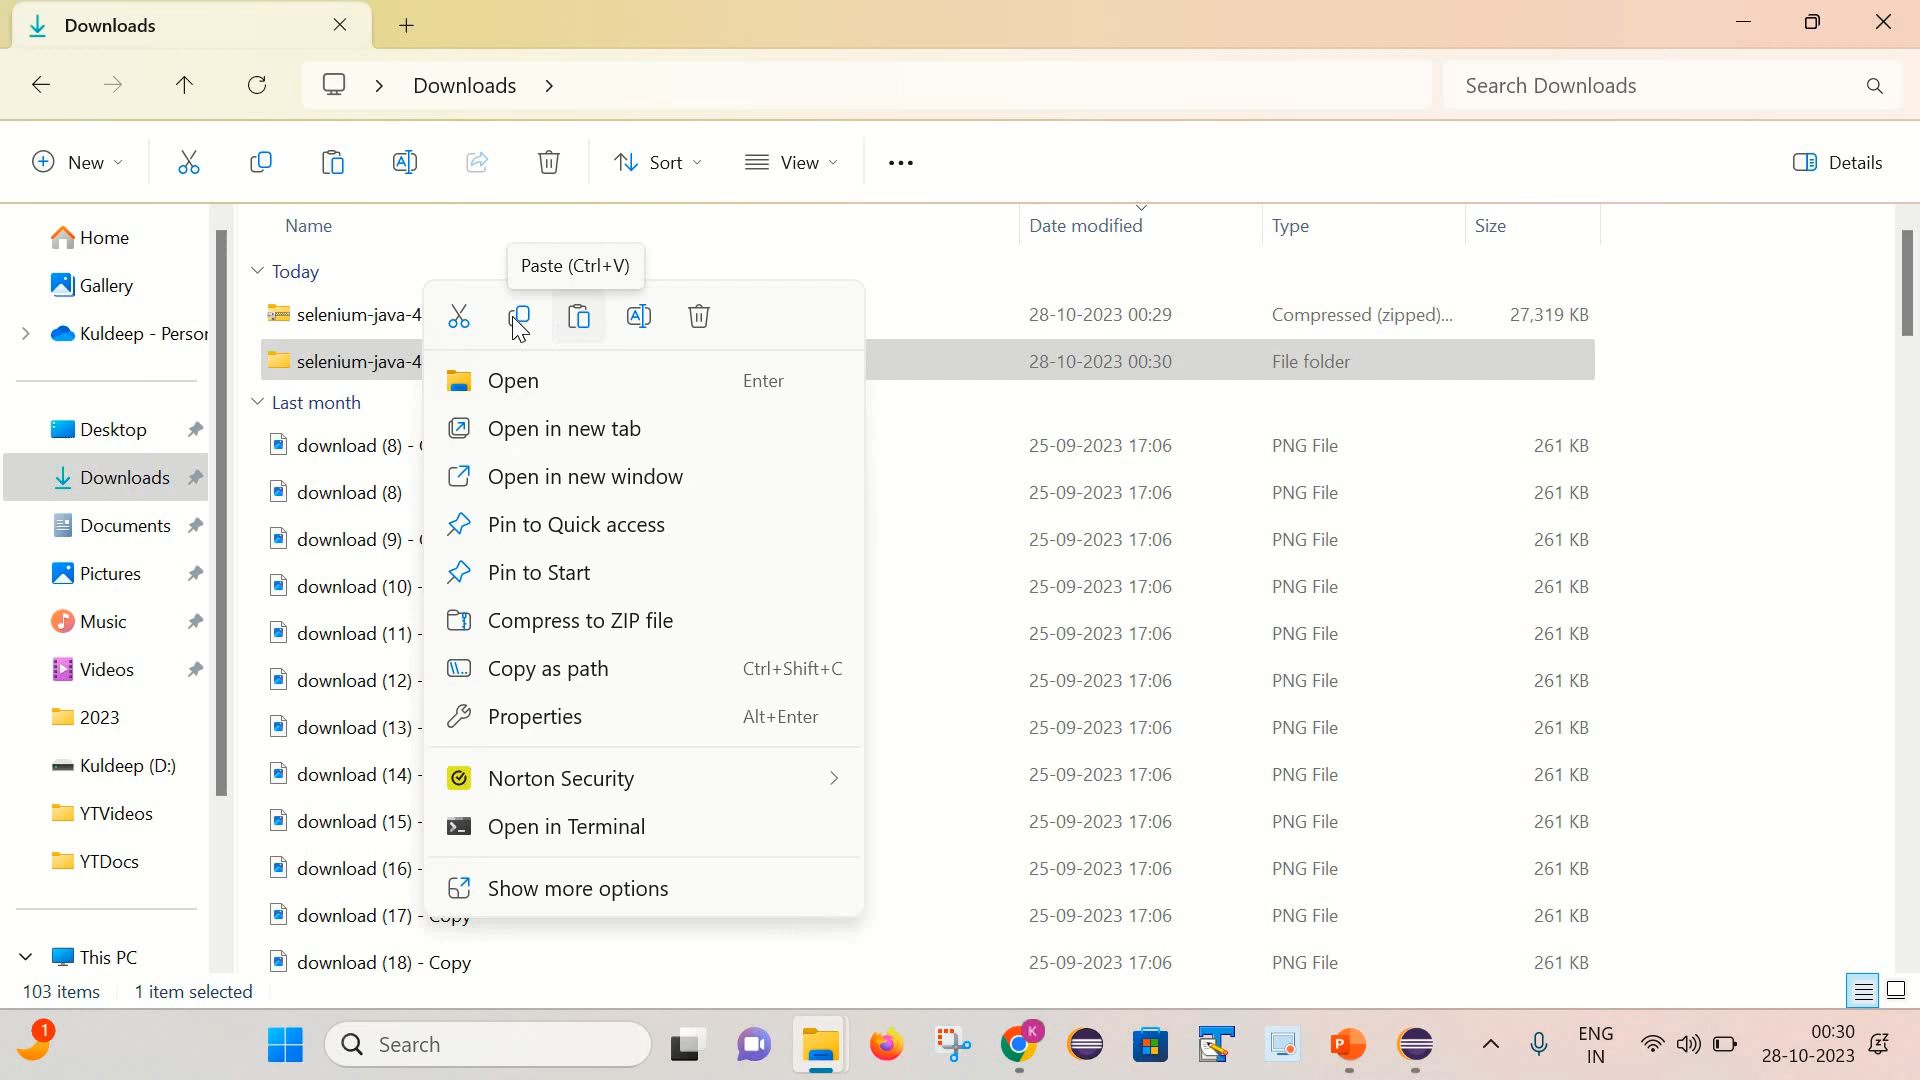 Downloads
Downloads
Search Downloads
New
Sort
View
Details
Name
Date modified
Type
Size
Paste (Ctrl+V)
Home
Gallery
Kuldeep - Person
Desktop
Downloads
Documents
Pictures
Music
Videos
2023
Kuldeep (D:)
YTVideos
YTDocs
This PC
Today
selenium-java-4 28-10-2023 00:29 Compressed (zipped)... 27,319 KB
selenium-java-4 28-10-2023 00:30 File folder
Last month
download (8) - 25-09-2023 17:06 PNG File 261 KB
download (8) 25-09-2023 17:06 PNG File 261 KB
download (9) - 25-09-2023 17:06 PNG File 261 KB
download (10) - 25-09-2023 17:06 PNG File 261 KB
download (11) - 25-09-2023 17:06 PNG File 261 KB
download (12) - 25-09-2023 17:06 PNG File 261 KB
download (13) - 25-09-2023 17:06 PNG File 261 KB
download (14) - 25-09-2023 17:06 PNG File 261 KB
download (15) - 25-09-2023 17:06 PNG File 261 KB
download (16) - 25-09-2023 17:06 PNG File 261 KB
download (17) - Copy 25-09-2023 17:06 PNG File 261 KB
download (18) - Copy 25-09-2023 17:06 PNG File 261 KB
Open Enter
Open in new tab
Open in new window
Pin to Quick access
Pin to Start
Compress to ZIP file
Copy as path Ctrl+Shift+C
Properties Alt+Enter
Norton Security
Open in Terminal
Show more options
103 items 1 item selected
1
Search
K
P
ENG
IN
00:30
28-10-2023